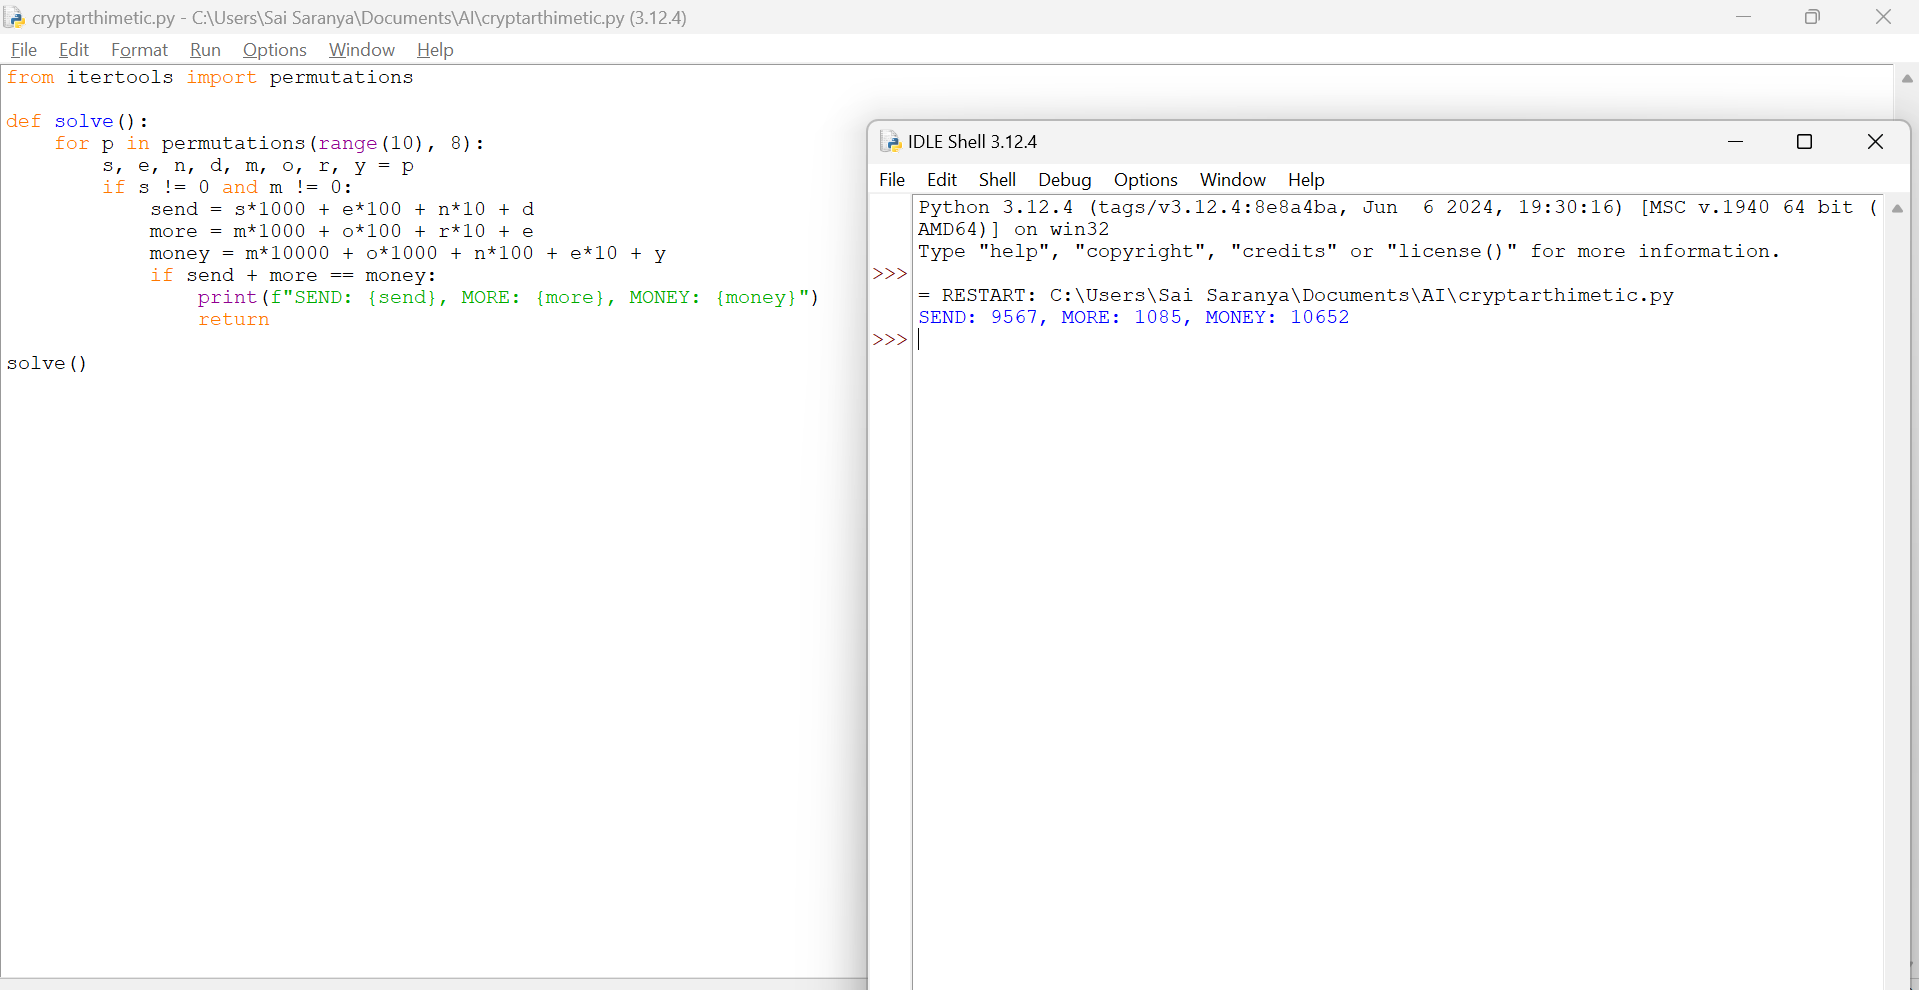 cryptarthimetic.py - C:\Users\Sai Saranya\Documents\AI\cryptarthimetic.py (3.12.4)
File Edit Format Run Options Window Help
from itertools import permutations
def solve():
    for p in permutations(range(10), 8):
        s, e, n, d, m, o, r, y = p
        if s != 0 and m != 0:
            send = s*1000 + e*100 + n*10 + d
            more = m*1000 + o*100 + r*10 + e
            money = m*10000 + o*1000 + n*100 + e*10 + y
            if send + more == money:
                print(f"SEND: {send}, MORE: {more}, MONEY: {money}")
                return
solve()
IDLE Shell 3.12.4
File Edit Shell Debug Options Window Help
Python 3.12.4 (tags/v3.12.4:8e8a4ba, Jun  6 2024, 19:30:16) [MSC v.1940 64 bit (
AMD64)] on win32
Type "help", "copyright", "credits" or "license()" for more information.
>>>
= RESTART: C:\Users\Sai Saranya\Documents\AI\cryptarthimetic.py
SEND: 9567, MORE: 1085, MONEY: 10652
>>>